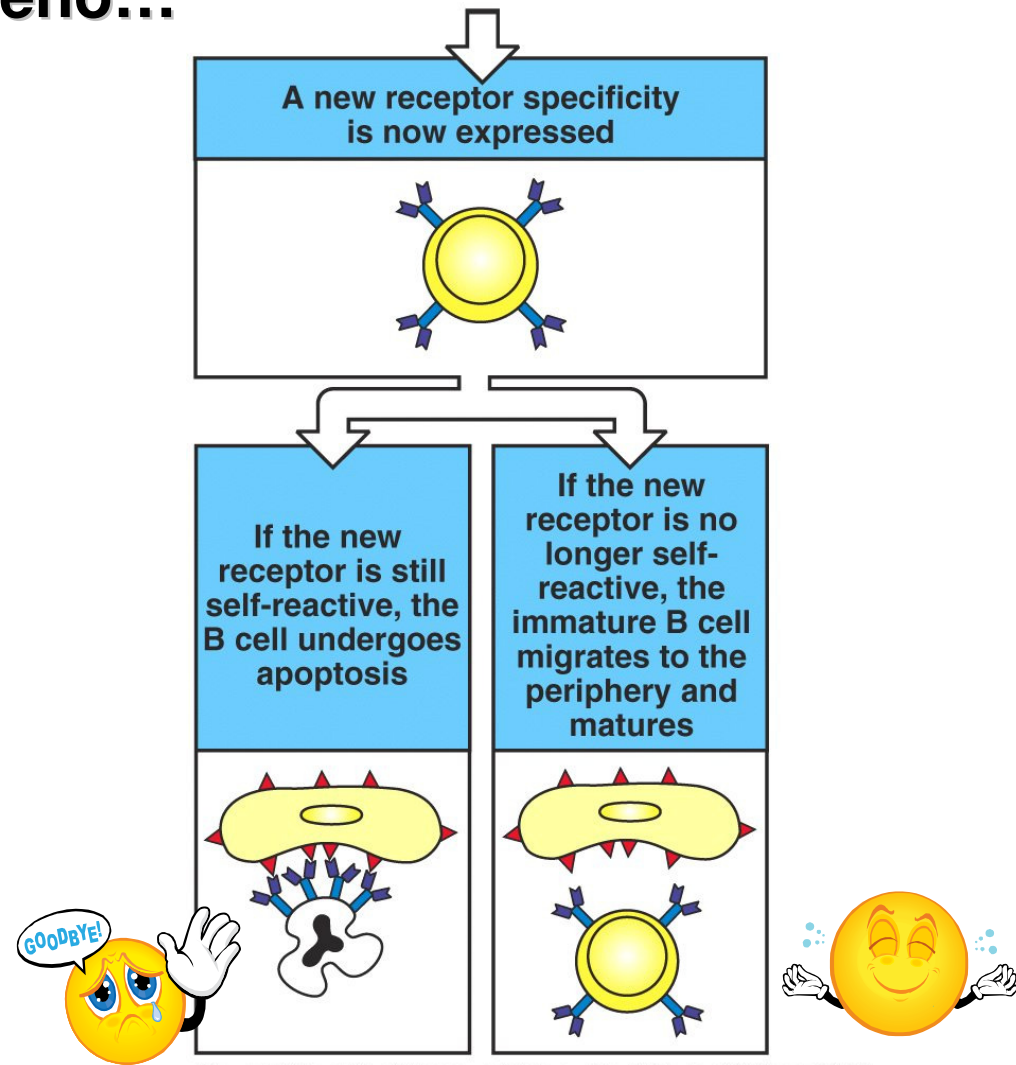 eno...
A new receptor specificity
is now expressed
If the new
receptor is still
self-reactive, the
B cell undergoes
apoptosis
If the new
receptor is no
longer self-
reactive, the
immature B cell
migrates to the
periphery and
matures
GOODBYE!